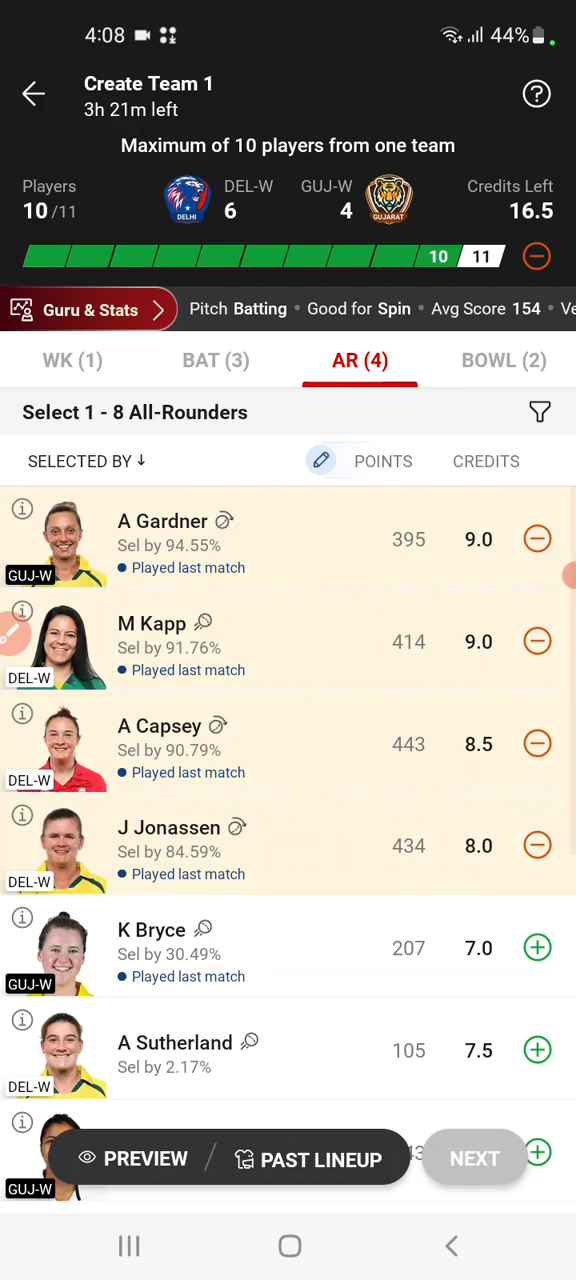 4:08
44%
Create Team 1
3h 21m left
Maximum of 10 players from one team
Players
10/11
DELHI
DEL-W
6
GUJ-W
4
GUJARAT
Credits Left
16.5
10 11
Guru & Stats
Pitch Batting • Good for Spin • Avg Score 154 • Ve
WK (1) BAT (3) AR (4) BOWL (2)
Select 1 - 8 All-Rounders
SELECTED BY ↓ POINTS CREDITS
A Gardner
Sel by 94.55% 395 9.0
GUJ-W • Played last match
M Kapp
Sel by 91.76% 414 9.0
DEL-W • Played last match
A Capsey
Sel by 90.79% 443 8.5
DEL-W • Played last match
J Jonassen
Sel by 84.59% 434 8.0
DEL-W • Played last match
K Bryce
Sel by 30.49% 207 7.0
GUJ-W • Played last match
A Sutherland
Sel by 2.17% 105 7.5
DEL-W
PREVIEW / PAST LINEUP
NEXT
GUJ-W